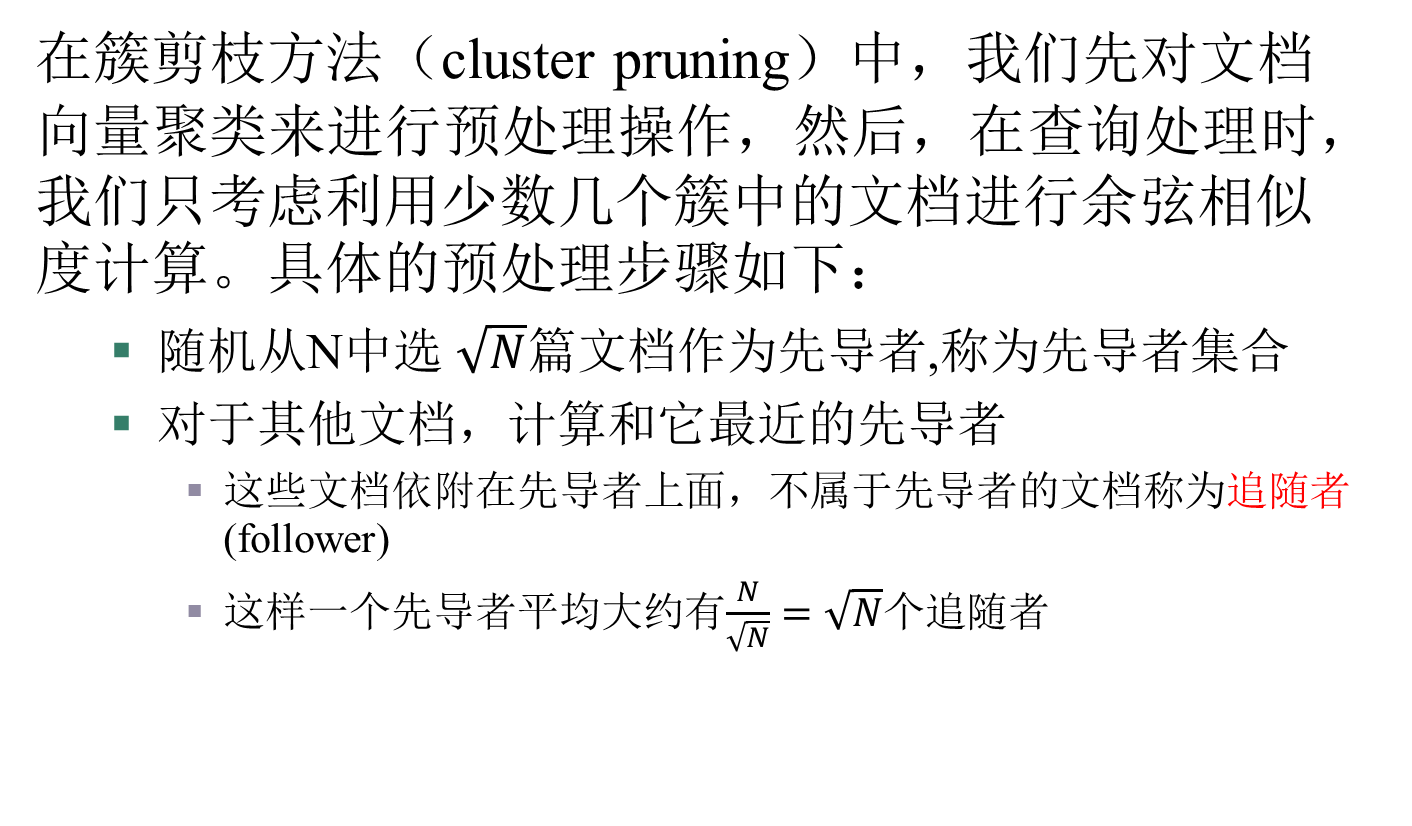 在簇剪枝方法（cluster pruning）中，我们先对文档
向量聚类来进行预处理操作，然后，在查询处理时，
我们只考虑利用少数几个簇中的文档进行余弦相似
度计算。具体的预处理步骤如下：
▪ 随机从N中选 √N篇文档作为先导者,称为先导者集合
▪ 对于其他文档，计算和它最近的先导者
▪ 这些文档依附在先导者上面，不属于先导者的文档称为追随者
(follower)
▪ 这样一个先导者平均大约有N/√N = √N个追随者